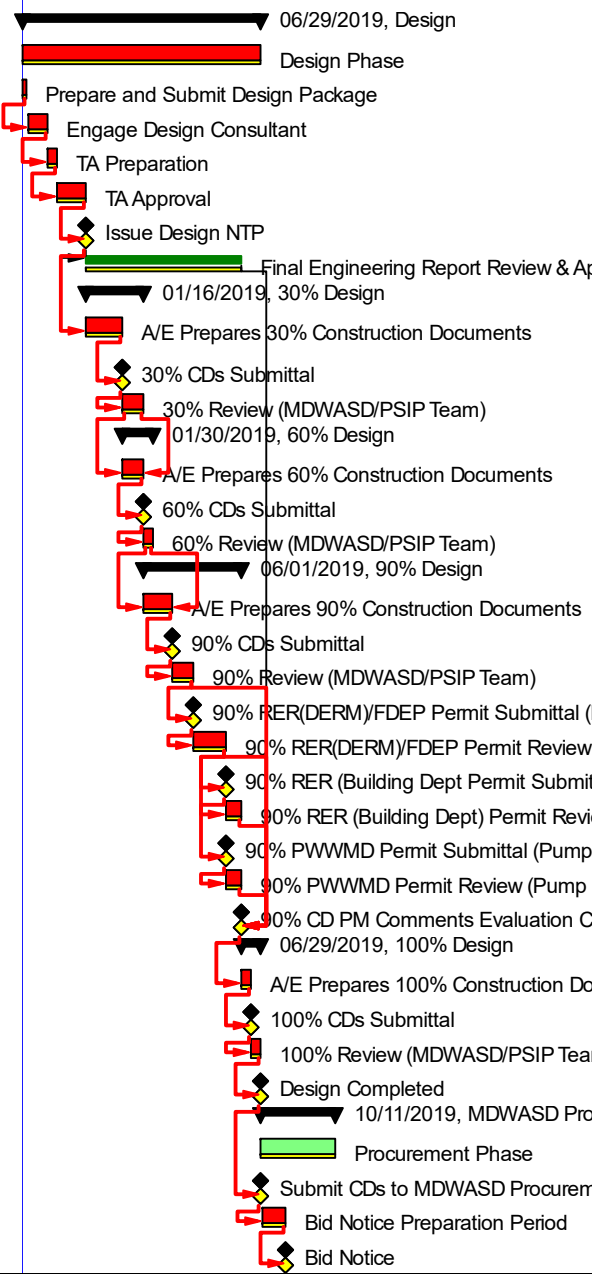 06/29/2019, Design
Design Phase
Prepare and Submit Design Package
Engage Design Consultant
TA Preparation
TA Approval
Issue Design NTP
Final Engineering Report Review & Ap
01/16/2019, 30% Design
A/E Prepares 30% Construction Documents
30% CDs Submittal
30% Review (MDWASD/PSIP Team)
01/30/2019, 60% Design
A/E Prepares 60% Construction Documents
60% CDs Submittal
60% Review (MDWASD/PSIP Team)
06/01/2019, 90% Design
A/E Prepares 90% Construction Documents
90% CDs Submittal
90% Review (MDWASD/PSIP Team)
90% RER(DERM)/FDEP Permit Submittal (
90% RER(DERM)/FDEP Permit Review
90% RER (Building Dept Permit Submit
90% RER (Building Dept) Permit Revi
90% PWWMD Permit Submittal (Pump
90% PWWMD Permit Review (Pump
90% CD PM Comments Evaluation C
06/29/2019, 100% Design
A/E Prepares 100% Construction Do
100% CDs Submittal
100% Review (MDWASD/PSIP Tea
Design Completed
10/11/2019, MDWASD Pro
Procurement Phase
Submit CDs to MDWASD Procurem
Bid Notice Preparation Period
Bid Notice